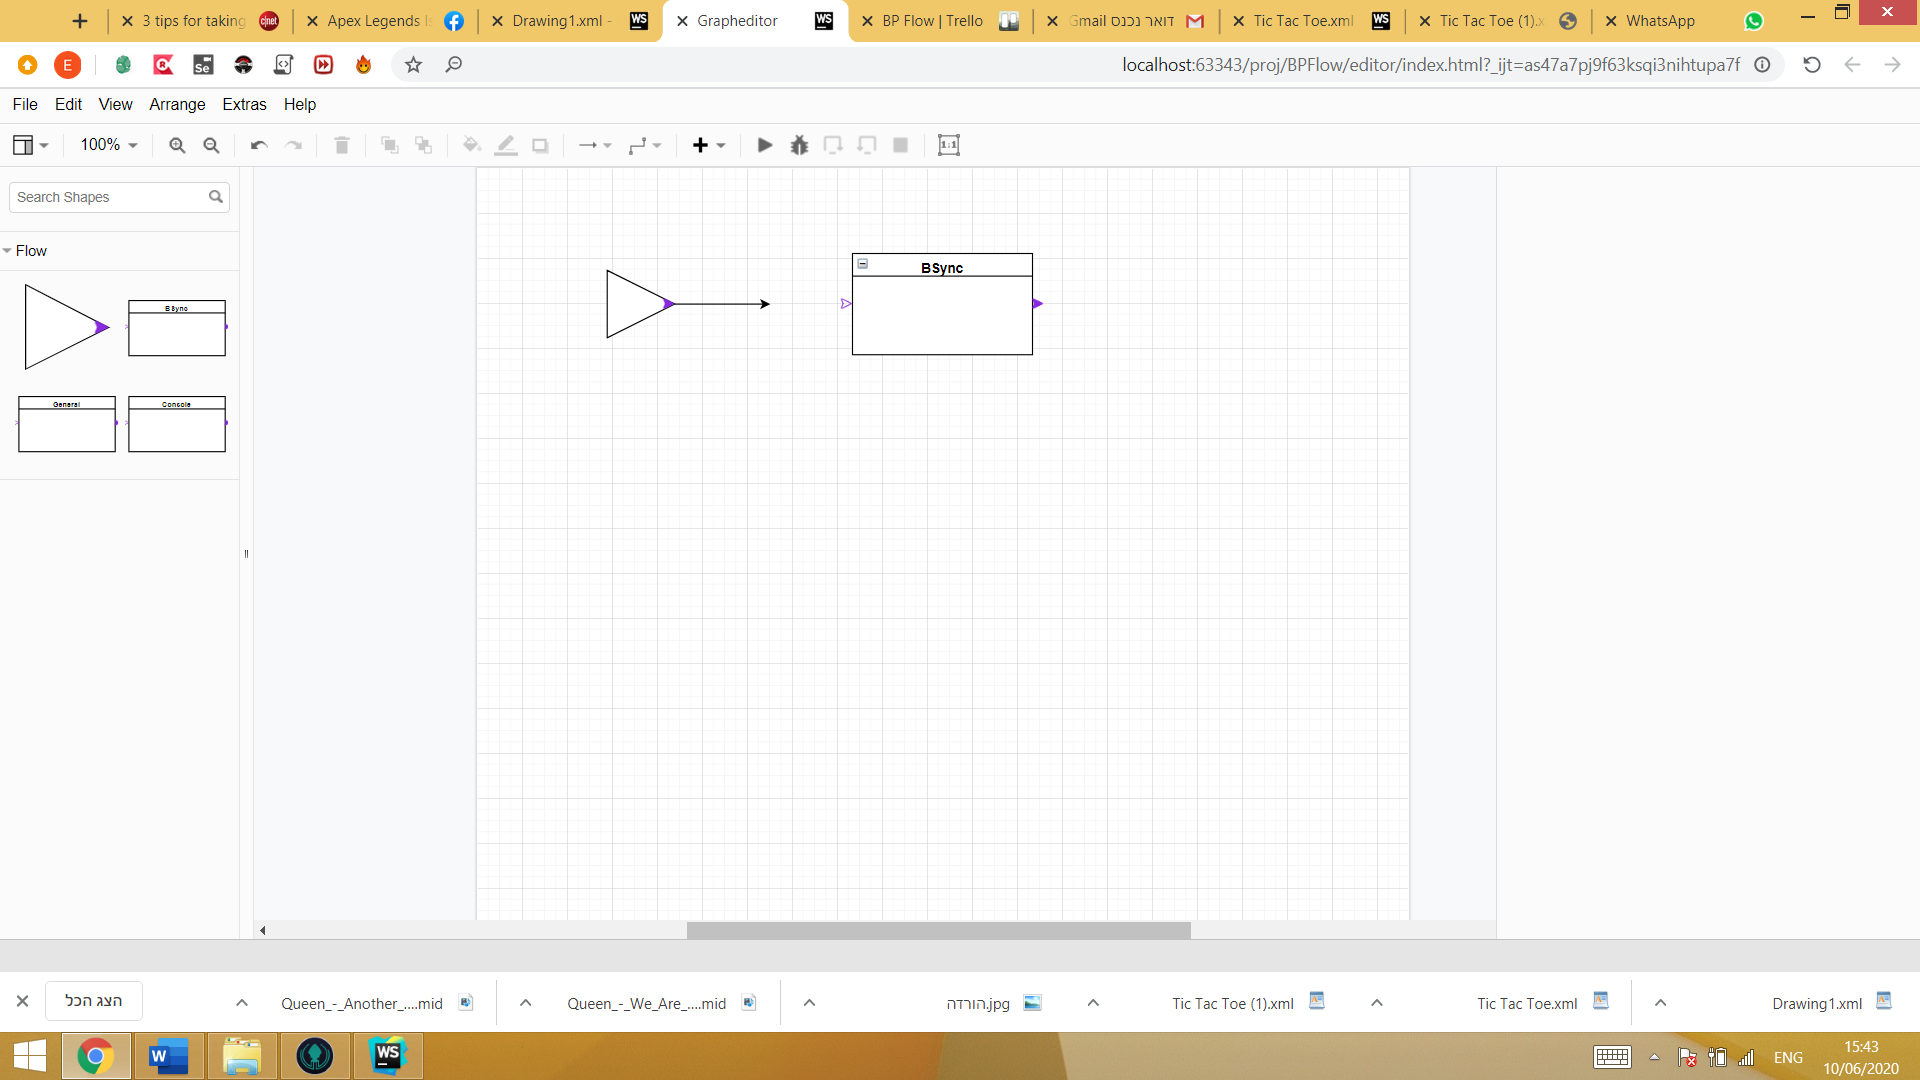 3 tips for taking
Apex Legends Is
Drawing1.xml -
Grapheditor
BP Flow | Trello
Gmail דואר נכנס
Tic Tac Toe.xml
Tic Tac Toe (1).x
WhatsApp
E
localhost:63343/proj/BPFlow/editor/index.html?_ijt=as47a7pj9f63ksqi3nihtupa7f
File Edit View Arrange Extras Help
100%
1:1
Search Shapes
Flow
BSync
General
Console
BSync
הצג הכל
Queen_-_Another_....mid
Queen_-_We_Are_....mid
הורדה.jpg
Tic Tac Toe (1).xml
Tic Tac Toe.xml
Drawing1.xml
ENG
15:43
10/06/2020